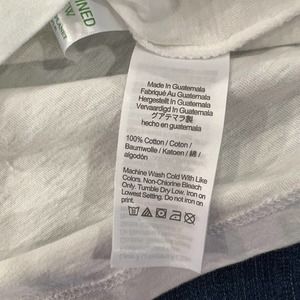 Made In Guatemala
Fabriqué Au Guatemala
Hergestellt In Guatemala
Vervaardigd In Guatemala
グアテマラ製
hecho en guatemala
100% Cotton / Coton /
Baumwolle / Katoen / 綿 /
algodón
Machine Wash Cold With Like
Colors. Non-Chlorine Bleach
Only. Tumble Dry Low. Iron on
Lowest Setting. Do not iron on
print.